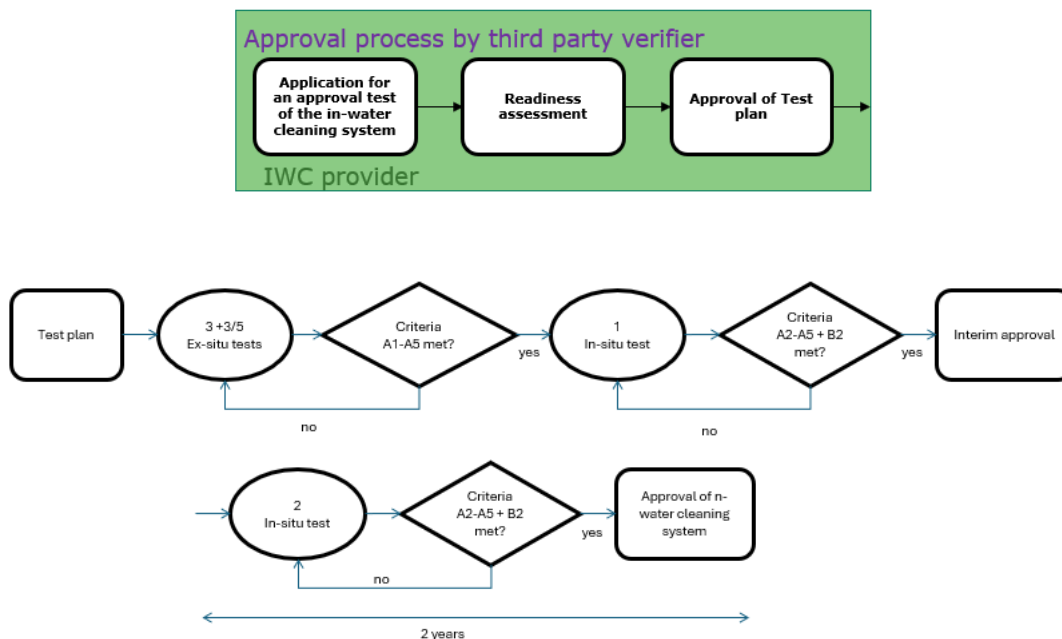 Approval process by third party verifier
Application for
an approval test
of the in-water
cleaning system
Readiness
assessment
Approval of Test
plan
IWC provider
Test plan
3 +3/5
Ex-situ tests
Criteria
A1-A5 met?
yes
no
1
In-situ test
Criteria
A2-A5 + B2
met?
yes
no
Interim approval
2
In-situ test
Criteria
A2-A5 + B2
met?
yes
no
Approval of n-
water cleaning
system
2 years